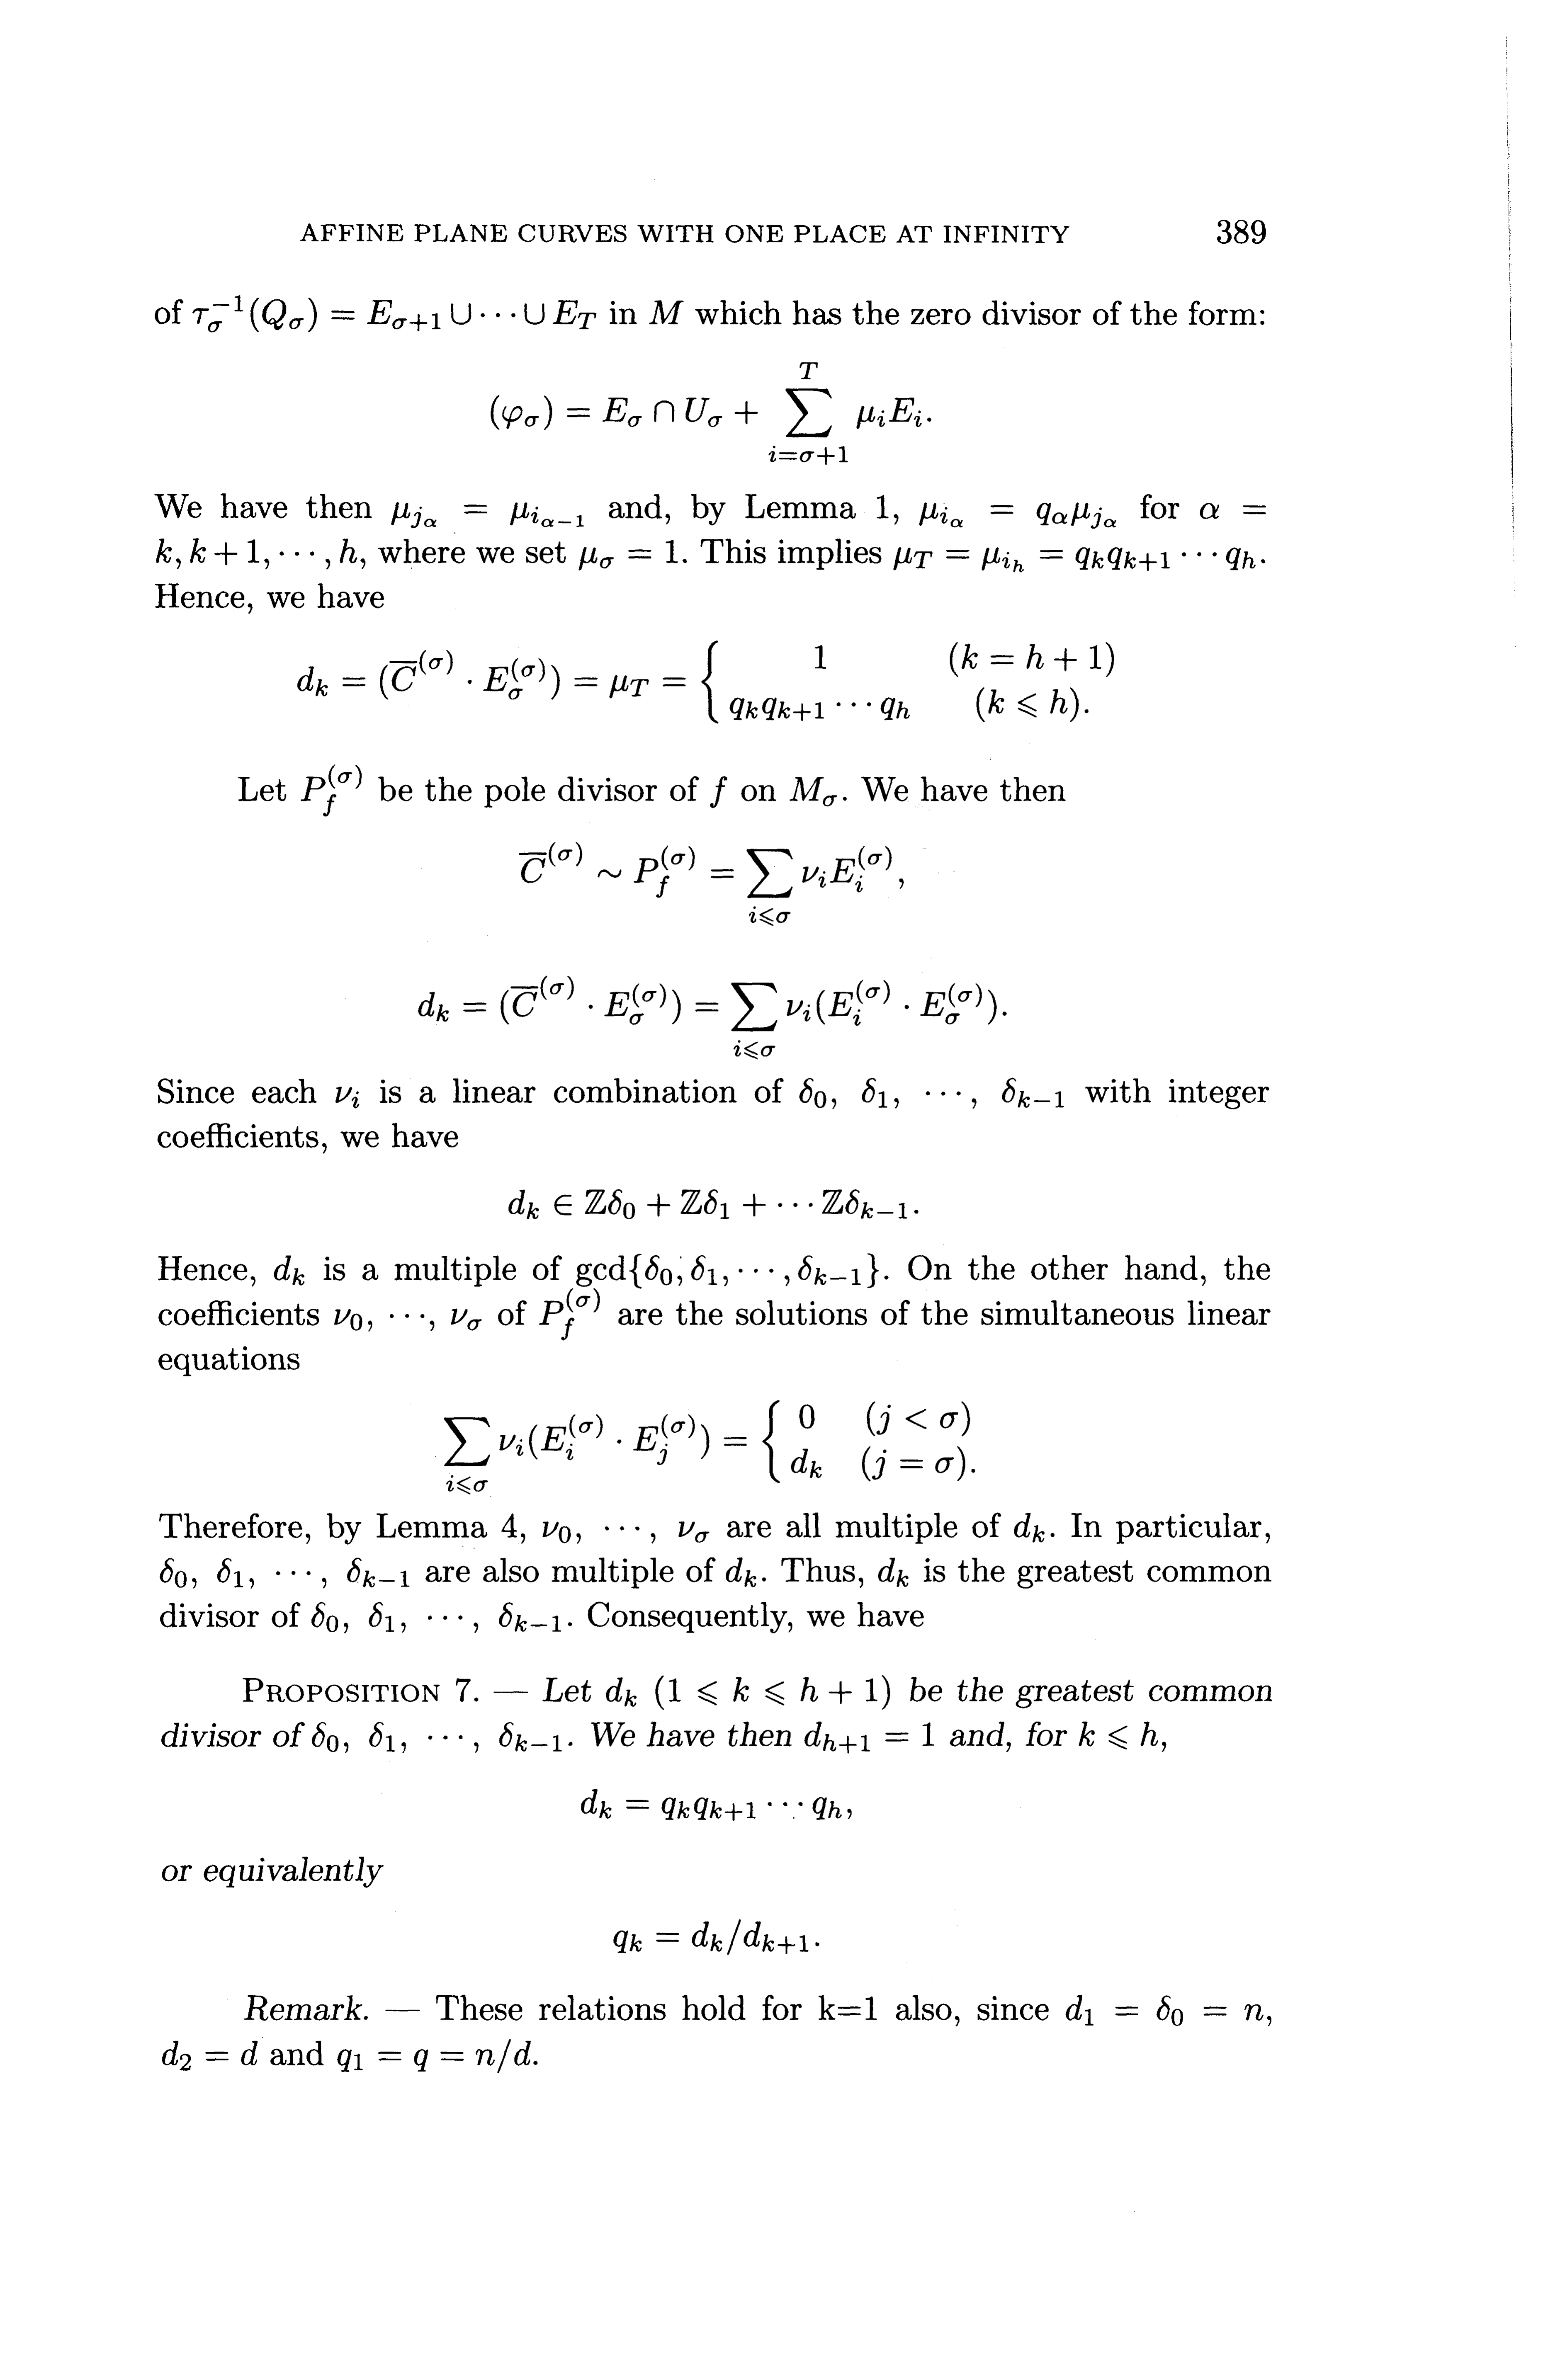 AFFINE PLANE CURVES WITH ONE PLACE AT INFINITY 389
of $\tau_\sigma^{-1}(Q_\sigma) = E_{\sigma+1} \cup \cdots \cup E_T$ in $M$ which has the zero divisor of the form:
$$(\varphi_\sigma) = E_\sigma \cap U_\sigma + \sum_{i=\sigma+1}^{T} \mu_i E_i.$$
We have then $\mu_{j_\alpha} = \mu_{i_{\alpha-1}}$ and, by Lemma 1, $\mu_{i_\alpha} = q_\alpha \mu_{j_\alpha}$ for $\alpha =$
$k, k+1, \cdots, h$, where we set $\mu_\sigma = 1$. This implies $\mu_T = \mu_{i_h} = q_k q_{k+1} \cdots q_h$.
Hence, we have
$$d_k = (\overline{C}^{(\sigma)} \cdot E_\sigma^{(\sigma)}) = \mu_T = \begin{cases} 1 & (k = h+1) \\ q_k q_{k+1} \cdots q_h & (k \leqslant h). \end{cases}$$
Let $P_f^{(\sigma)}$ be the pole divisor of $f$ on $M_\sigma$. We have then
$$\overline{C}^{(\sigma)} \sim P_f^{(\sigma)} = \sum_{i \leqslant \sigma} \nu_i E_i^{(\sigma)},$$
$$d_k = (\overline{C}^{(\sigma)} \cdot E_\sigma^{(\sigma)}) = \sum_{i \leqslant \sigma} \nu_i (E_i^{(\sigma)} \cdot E_\sigma^{(\sigma)}).$$
Since each $\nu_i$ is a linear combination of $\delta_0$, $\delta_1$, $\cdots$, $\delta_{k-1}$ with integer
coefficients, we have
$$d_k \in \mathbb{Z}\delta_0 + \mathbb{Z}\delta_1 + \cdots \mathbb{Z}\delta_{k-1}.$$
Hence, $d_k$ is a multiple of $\gcd\{\delta_0, \delta_1, \cdots, \delta_{k-1}\}$. On the other hand, the
coefficients $\nu_0$, $\cdots$, $\nu_\sigma$ of $P_f^{(\sigma)}$ are the solutions of the simultaneous linear
equations
$$\sum_{i \leqslant \sigma} \nu_i (E_i^{(\sigma)} \cdot E_j^{(\sigma)}) = \begin{cases} 0 & (j < \sigma) \\ d_k & (j = \sigma). \end{cases}$$
Therefore, by Lemma 4, $\nu_0$, $\cdots$, $\nu_\sigma$ are all multiple of $d_k$. In particular,
$\delta_0$, $\delta_1$, $\cdots$, $\delta_{k-1}$ are also multiple of $d_k$. Thus, $d_k$ is the greatest common
divisor of $\delta_0$, $\delta_1$, $\cdots$, $\delta_{k-1}$. Consequently, we have
PROPOSITION 7. — Let $d_k$ $(1 \leqslant k \leqslant h+1)$ be the greatest common
divisor of $\delta_0$, $\delta_1$, $\cdots$, $\delta_{k-1}$. We have then $d_{h+1} = 1$ and, for $k \leqslant h$,
$$d_k = q_k q_{k+1} \cdots q_h,$$
or equivalently
$$q_k = d_k / d_{k+1}.$$
Remark. — These relations hold for k=1 also, since $d_1 = \delta_0 = n$,
$d_2 = d$ and $q_1 = q = n/d$.